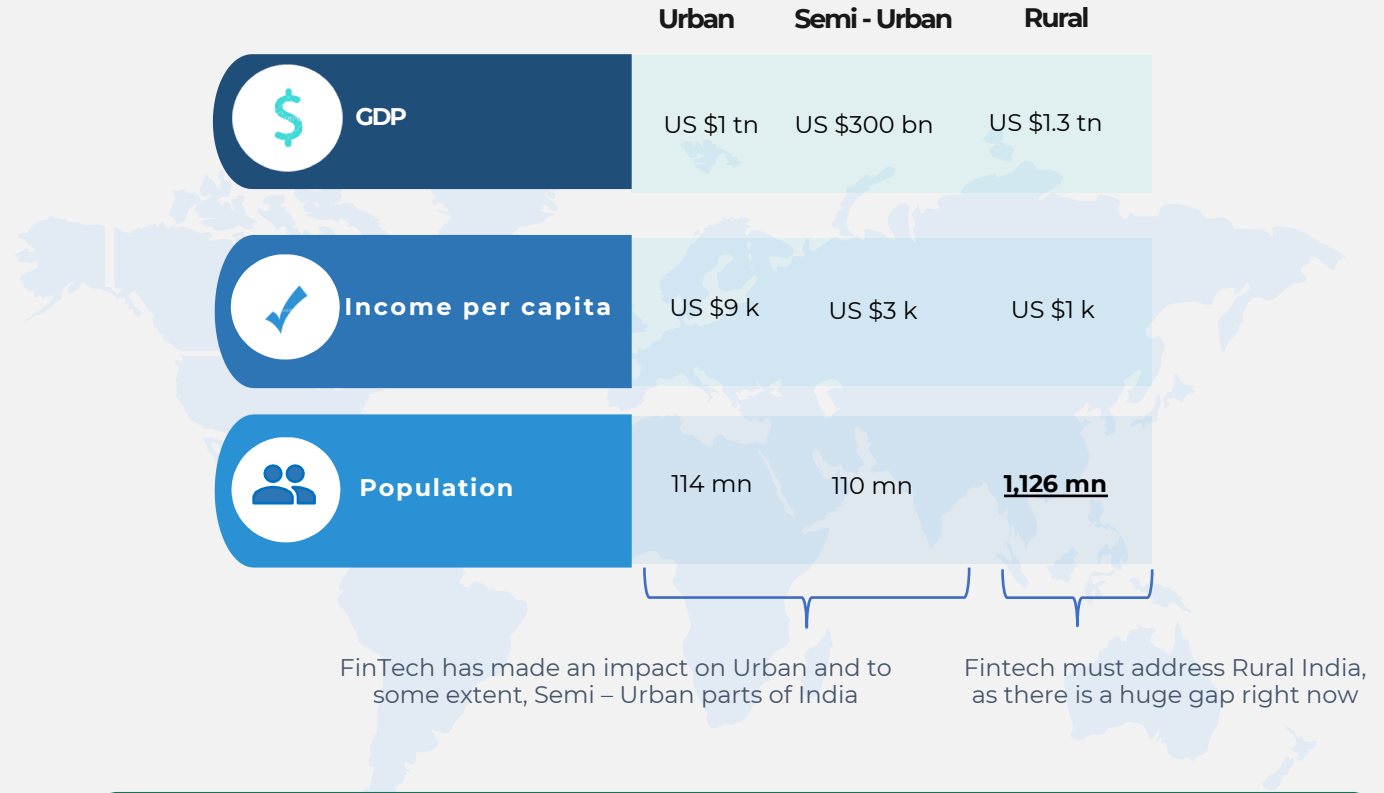 Urban Semi - Urban Rural
GDP US $1 tn US $300 bn US $1.3 tn
Income per capita US $9 k US $3 k US $1 k
Population 114 mn 110 mn 1,126 mn
FinTech has made an impact on Urban and to
some extent, Semi – Urban parts of India
Fintech must address Rural India,
as there is a huge gap right now